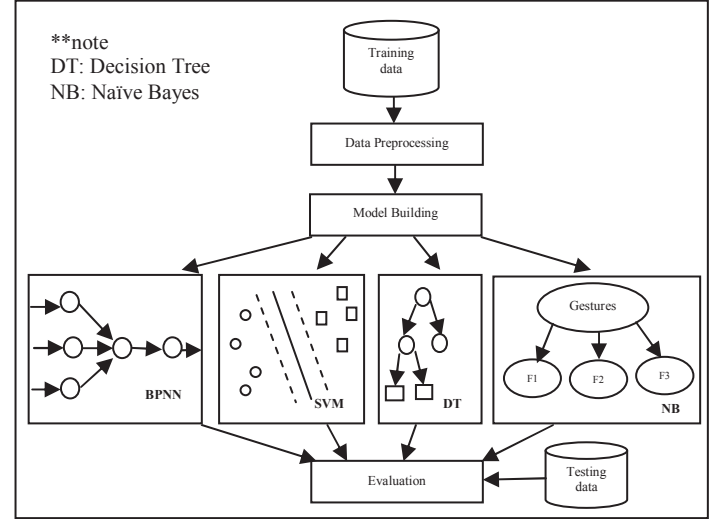 **note
DT: Decision Tree
NB: Naïve Bayes
Training
data
Data Preprocessing
Model Building
BPNN
SVM
DT
Gestures
F1
F2
F3
NB
Evaluation
Testing
data